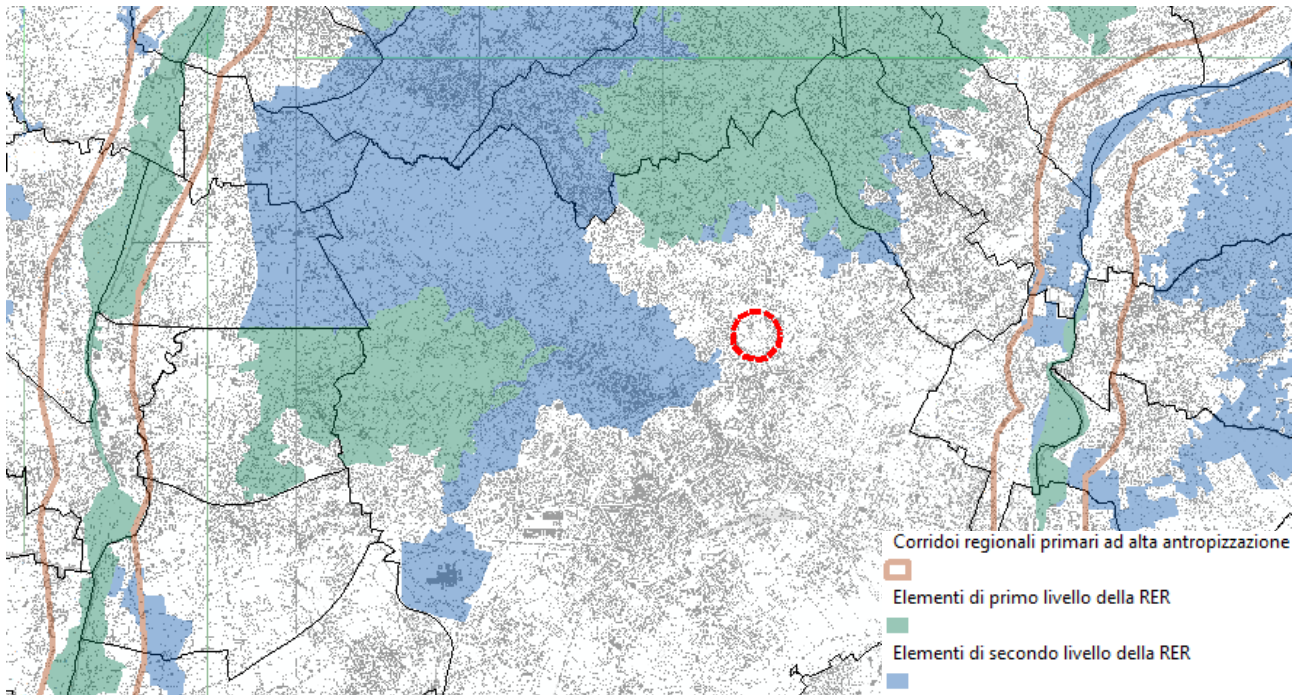 Corridoi regionali primari ad alta antropizzazione
Elementi di primo livello della RER
Elementi di secondo livello della RER